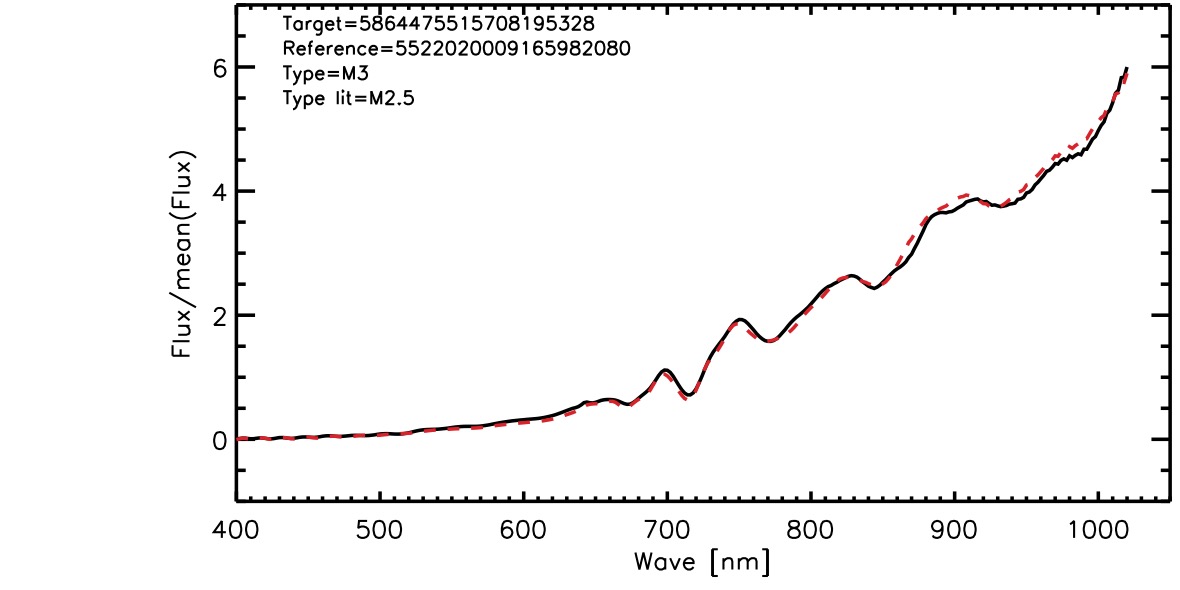 Target=5864475515708195328
Reference=5522020009165982080
Type=M3
Type lit=M2.5
6
4
2
0
Flux/mean(Flux)
400 500 600 700 800 900 1000
Wave [nm]